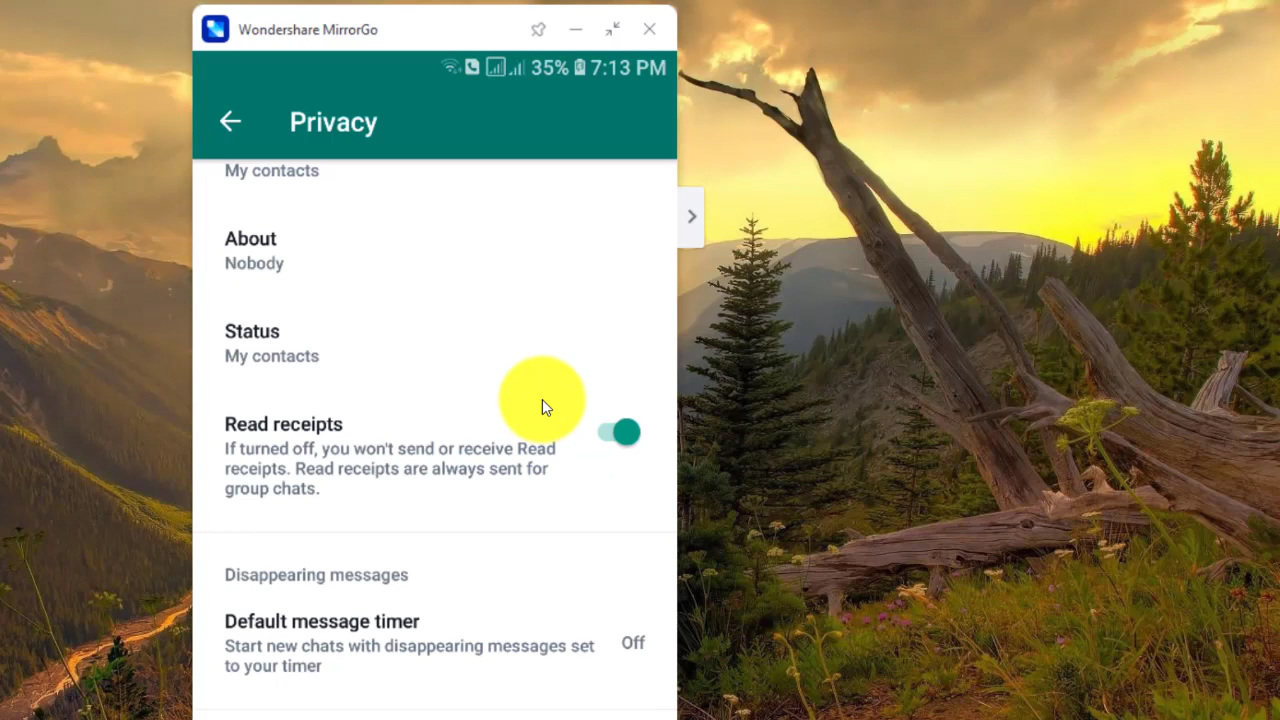 Wondershare MirrorGo
35% 7:13 PM
Privacy
My contacts
About
Nobody
Status
My contacts
Read receipts
If turned off, you won't send or receive Read
receipts. Read receipts are always sent for
group chats.
Disappearing messages
Default message timer
Start new chats with disappearing messages set
to your timer
Off